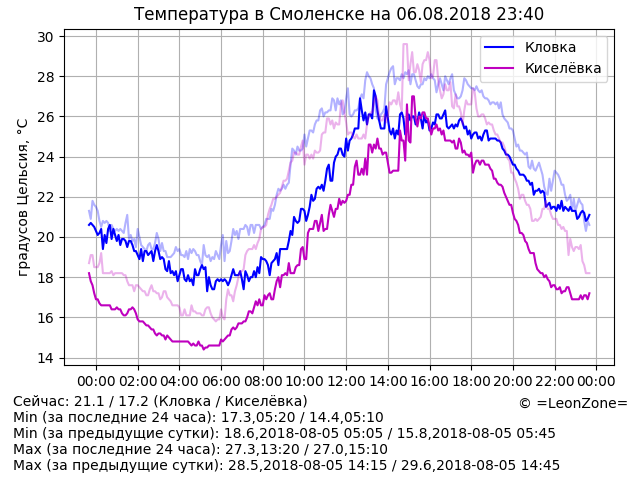 Температура в Смоленске на 06.08.2018 23:40
Кловка
Киселёвка
градусов Цельсия, °C
30
28
26
24
22
20
18
16
14
00:00 02:00 04:00 06:00 08:00 10:00 12:00 14:00 16:00 18:00 20:00 22:00 00:00
Сейчас: 21.1 / 17.2 (Кловка / Киселёвка)
© =LeonZone=
Min (за последние 24 часа): 17.3,05:20 / 14.4,05:10
Min (за предыдущие сутки): 18.6,2018-08-05 05:05 / 15.8,2018-08-05 05:45
Max (за последние 24 часа): 27.3,13:20 / 27.0,15:10
Max (за предыдущие сутки): 28.5,2018-08-05 14:15 / 29.6,2018-08-05 14:45